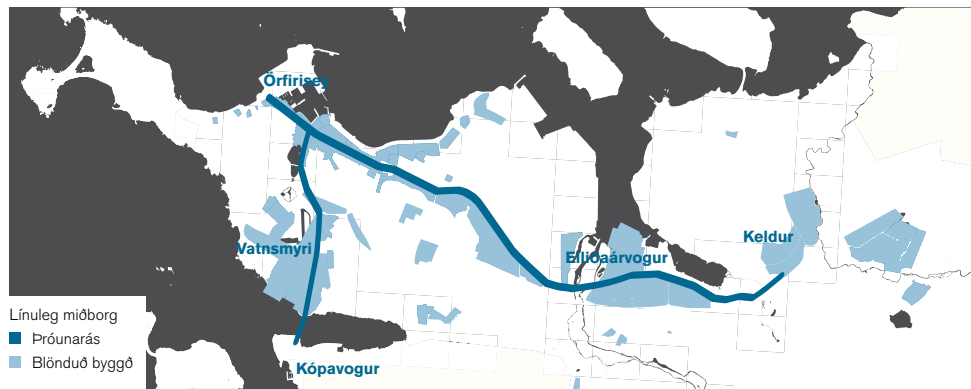 Örfirisey
Vatnsmýri
Elliðaárvogur
Keldur
Kópavogur
Línuleg miðborg
Þróunarás
Blönduð byggð